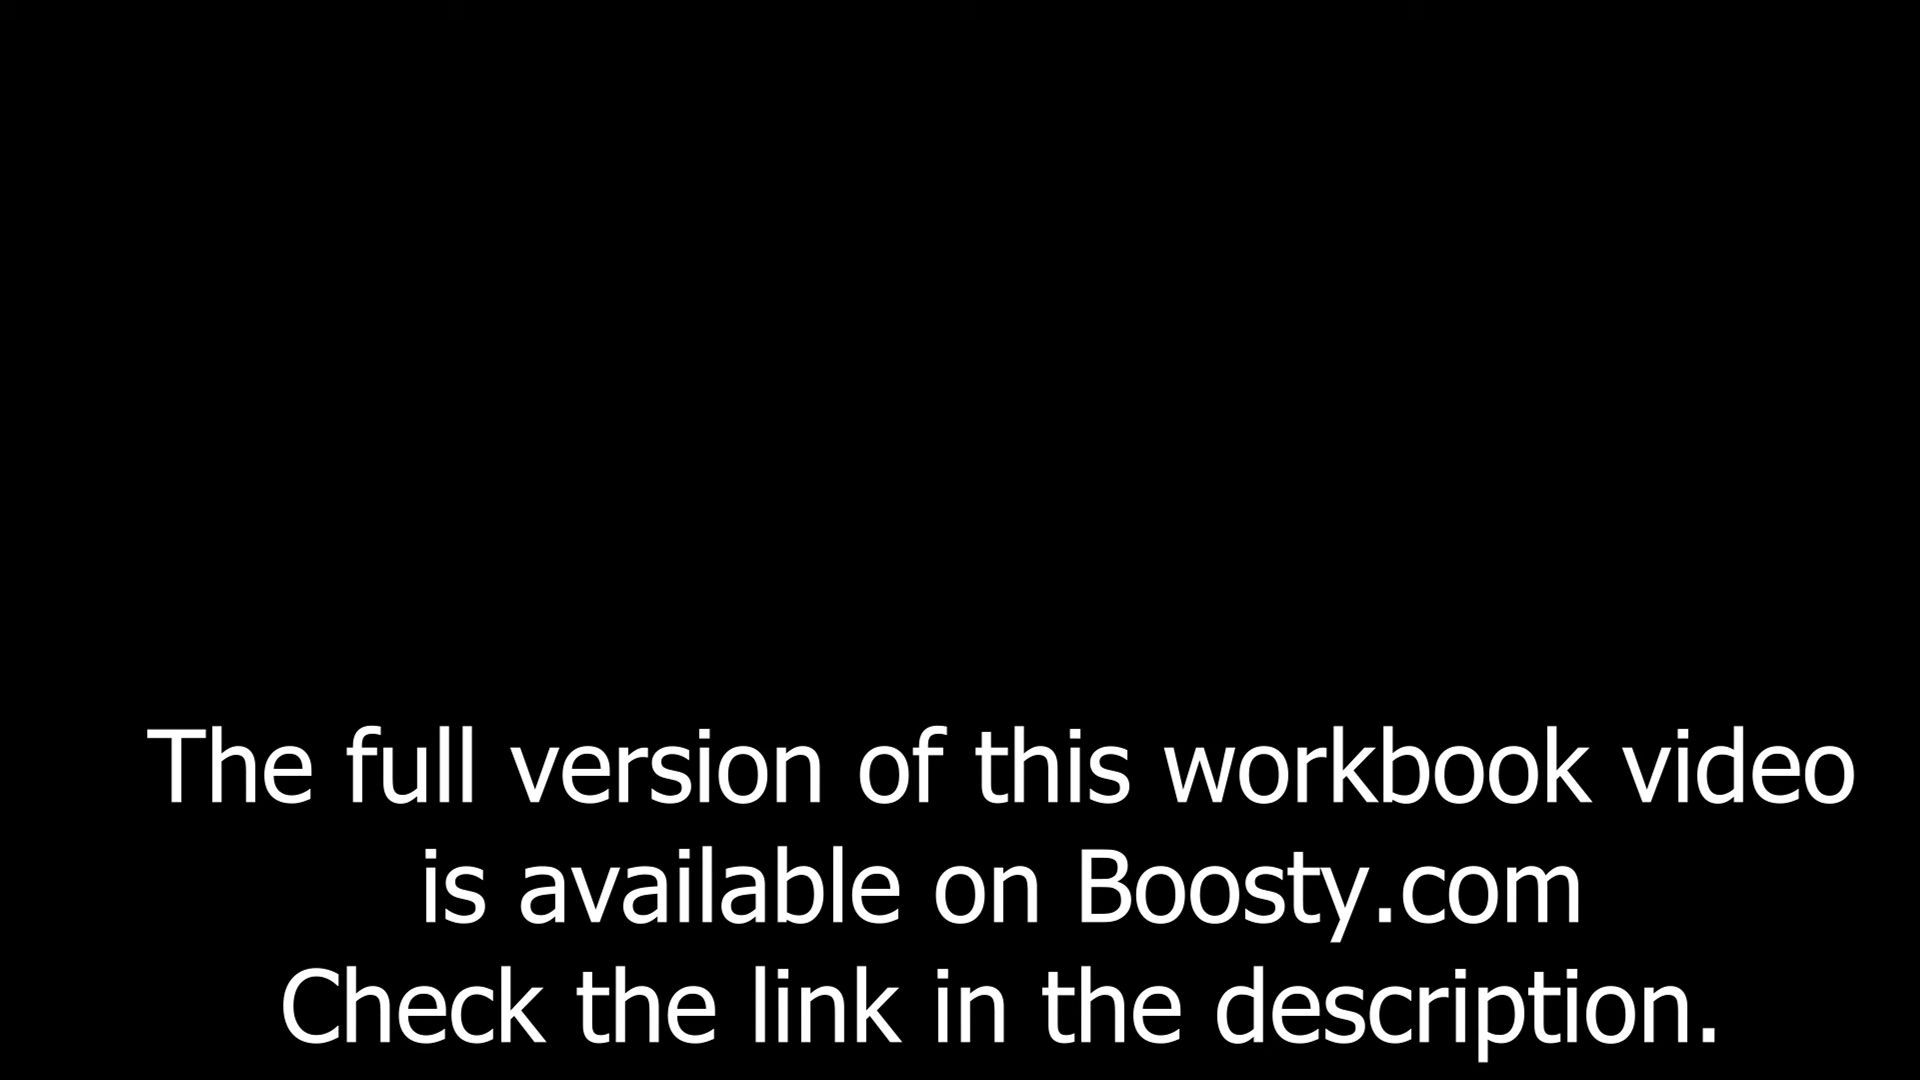 The full version of this workbook video
is available on Boosty.com
Check the link in the description.